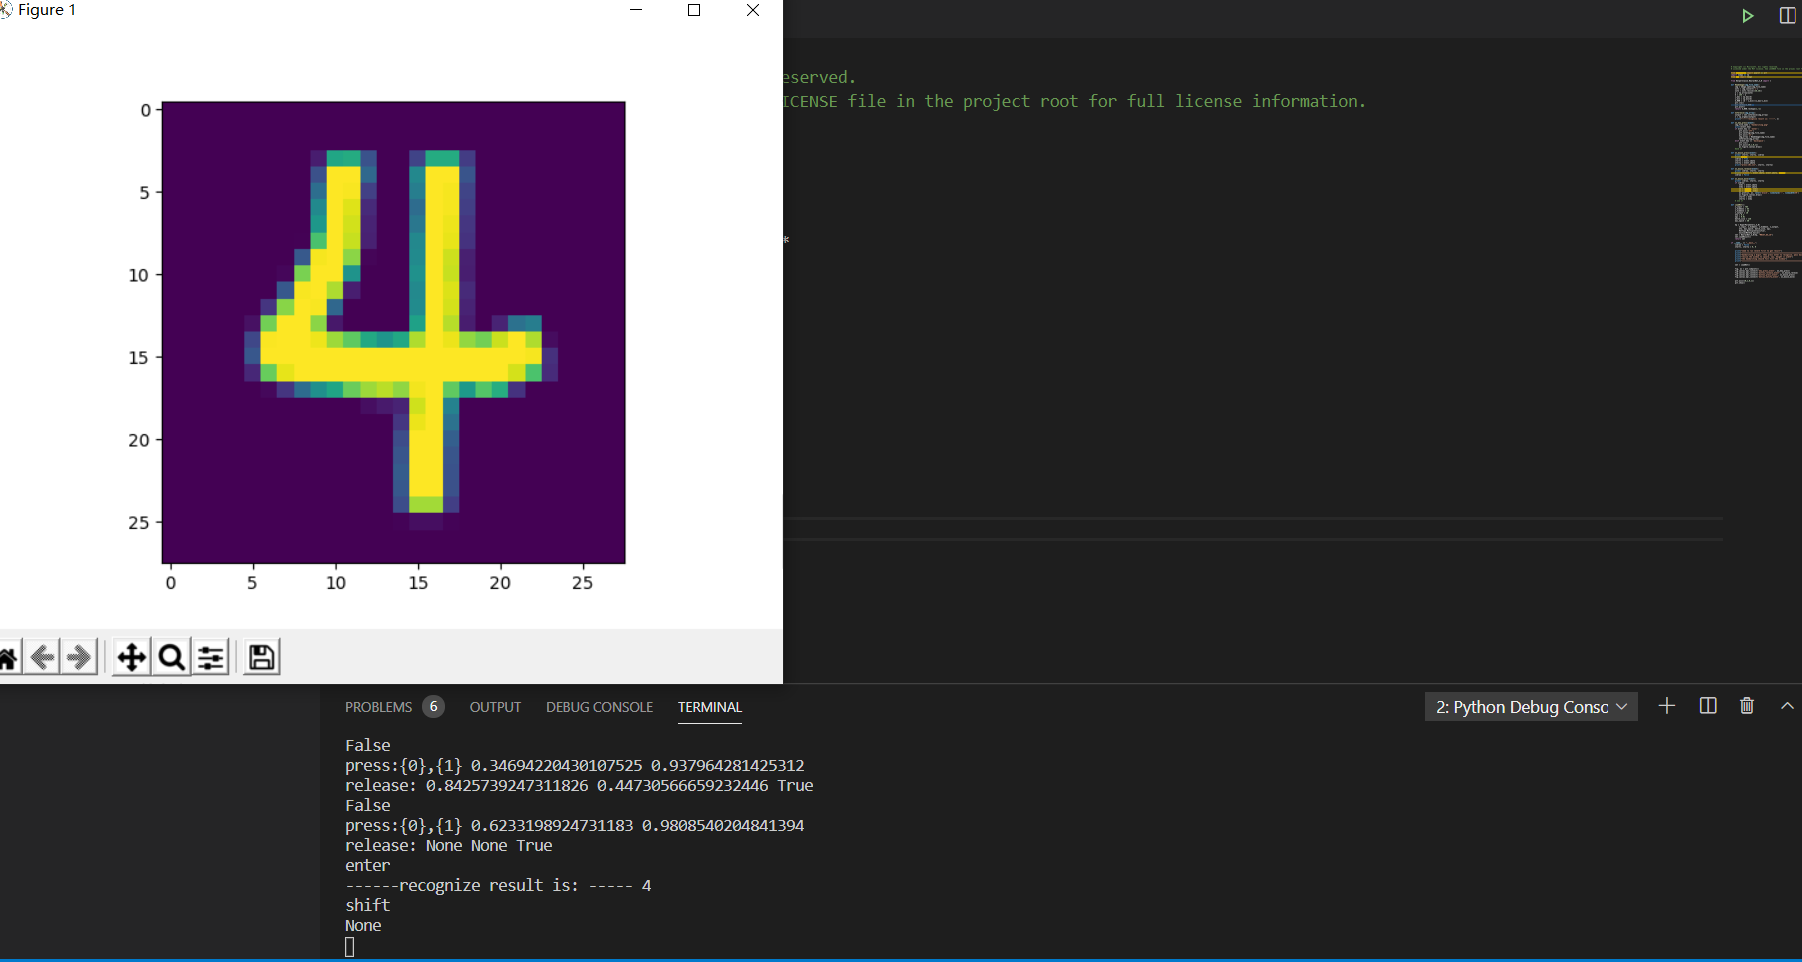 Figure 1
0
5
10
15
20
25
0 5 10 15 20 25
eserved.
ICENSE file in the project root for full license information.
*
PROBLEMS 6 OUTPUT DEBUG CONSOLE TERMINAL
2: Python Debug Consc
False
press:{0},{1} 0.34694220430107525 0.937964281425312
release: 0.8425739247311826 0.44730566659232446 True
False
press:{0},{1} 0.6233198924731183 0.9808540204841394
release: None None True
enter
------recognize result is: ----- 4
shift
None